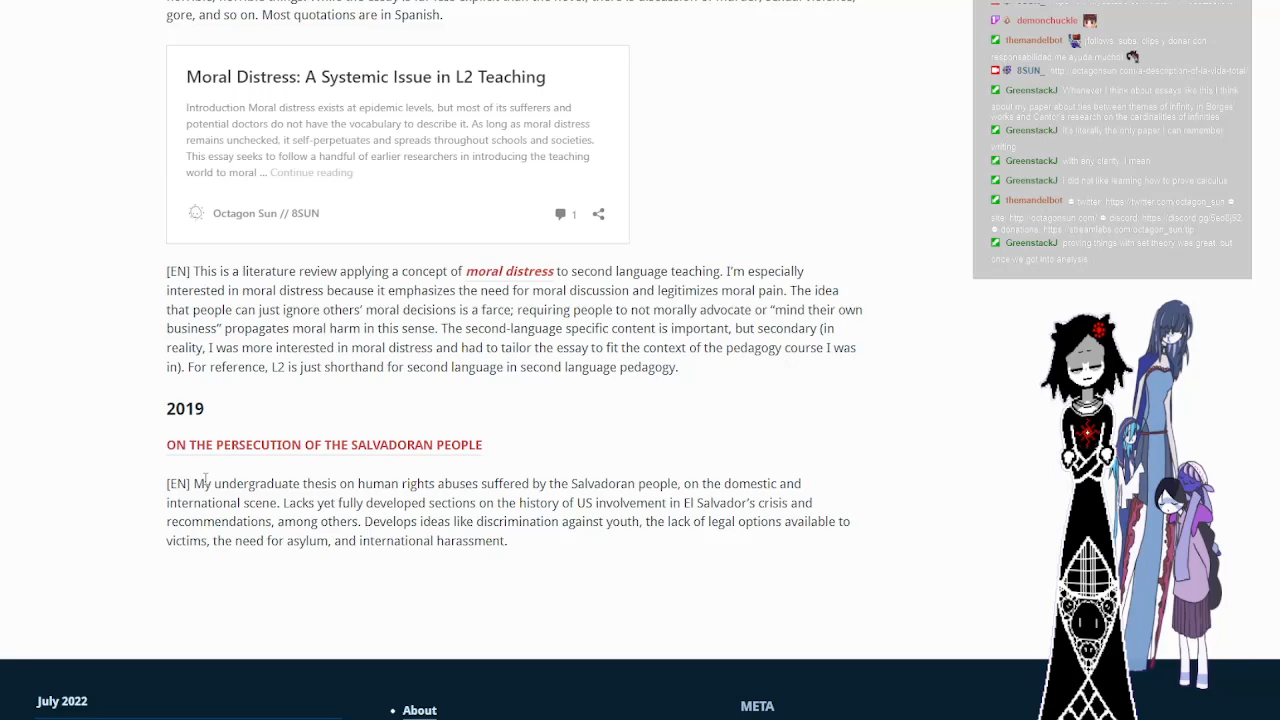 gore, and so on. Most quotations are in Spanish.
Moral Distress: A Systemic Issue in L2 Teaching
Introduction Moral distress exists at epidemic levels, but most of its sufferers and
potential doctors do not have the vocabulary to describe it. As long as moral distress
remains unchecked, it self-perpetuates and spreads throughout schools and societies.
This essay seeks to follow a handful of earlier researchers in introducing the teaching
world to moral ... Continue reading
Octagon Sun // 8SUN
1
[EN] This is a literature review applying a concept of moral distress to second language teaching. I'm especially
interested in moral distress because it emphasizes the need for moral discussion and legitimizes moral pain. The idea
that people can just ignore others' moral decisions is a farce; requiring people to not morally advocate or "mind their own
business" propagates moral harm in this sense. The second-language specific content is important, but secondary (in
reality, I was more interested in moral distress and had to tailor the essay to fit the context of the pedagogy course I was
in). For reference, L2 is just shorthand for second language in second language pedagogy.
2019
ON THE PERSECUTION OF THE SALVADORAN PEOPLE
[EN] My undergraduate thesis on human rights abuses suffered by the Salvadoran people, on the domestic and
international scene. Lacks yet fully developed sections on the history of US involvement in El Salvador's crisis and
recommendations, among others. Develops ideas like discrimination against youth, the lack of legal options available to
victims, the need for asylum, and international harassment.
July 2022
About
META
demonchuckle
themandelbot ¡follows, subs, clips y donar con
responsabilidad me ayuda mucho!
8SUN_ http://octagonsun.com/a-description-of-la-vida-total
GreenstackJ Whenever I think about essays like this I think
about my paper about ties between themes of infinity in Borges
works and Cantor's research on the cardinalities of infinities
GreenstackJ It's literally the only paper I can remember
writing
GreenstackJ with any clarity, I mean
GreenstackJ I did not like learning how to prove calculus
themandelbot twitter: https://twitter.com/octagon_sun
site: http://octagonsun.com/ discord:
donations: https://streamlabs.com/octagon_sun/tip
GreenstackJ proving things with set theory was great, but
once we got into analysis